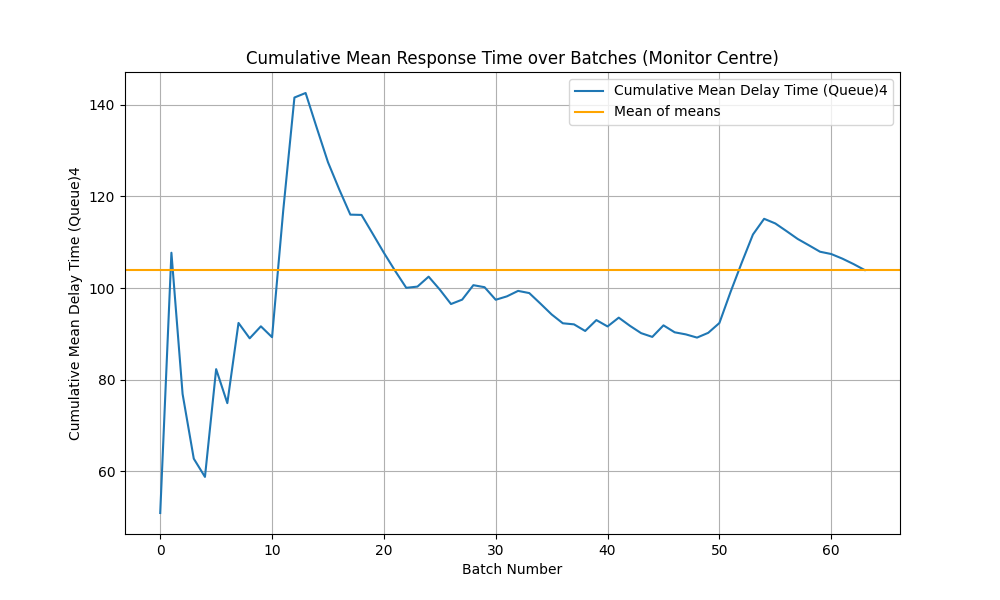 Cumulative Mean Response Time over Batches (Monitor Centre)
Cumulative Mean Delay Time (Queue)4
Mean of means
Cumulative Mean Delay Time (Queue)4
140
120
100
80
60
0 10 20 30 40 50 60
Batch Number